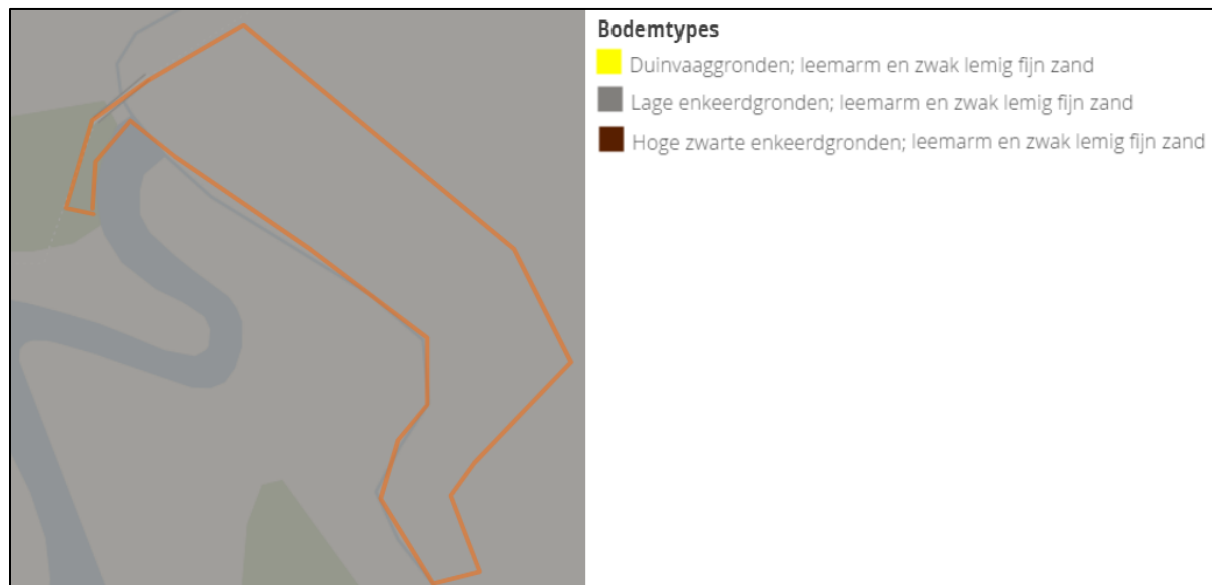 Bodemtypes
Duinvaaggronden; leemarm en zwak lemig fijn zand
Lage enkeerdgronden; leemarm en zwak lemig fijn zand
Hoge zwarte enkeerdgronden; leemarm en zwak lemig fijn zand